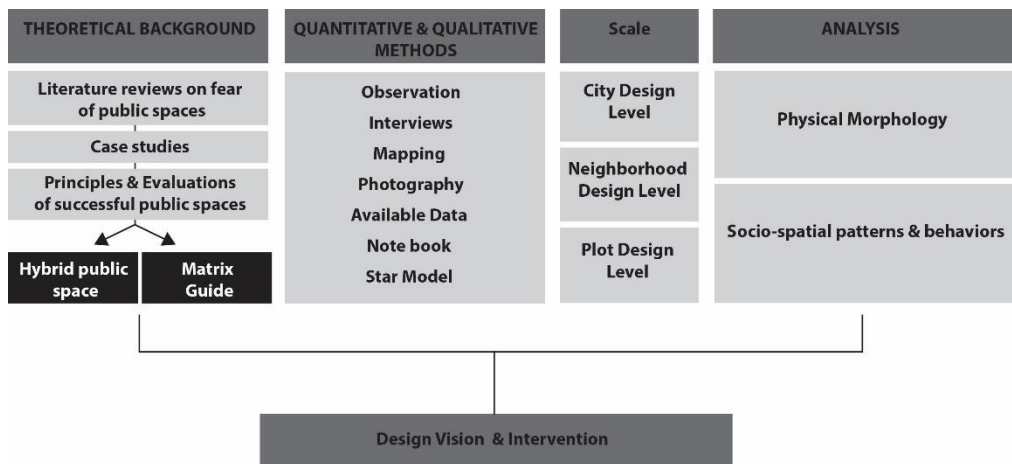 THEORETICAL BACKGROUND
Literature reviews on fear
of public spaces
Case studies
Principles & Evaluations
of successful public spaces
Hybrid public
space
Matrix
Guide
QUANTITATIVE & QUALITATIVE
METHODS
Observation
Interviews
Mapping
Photography
Available Data
Note book
Star Model
Scale
City Design
Level
Neighborhood
Design Level
Plot Design
Level
ANALYSIS
Physical Morphology
Socio-spatial patterns & behaviors
Design Vision & Intervention